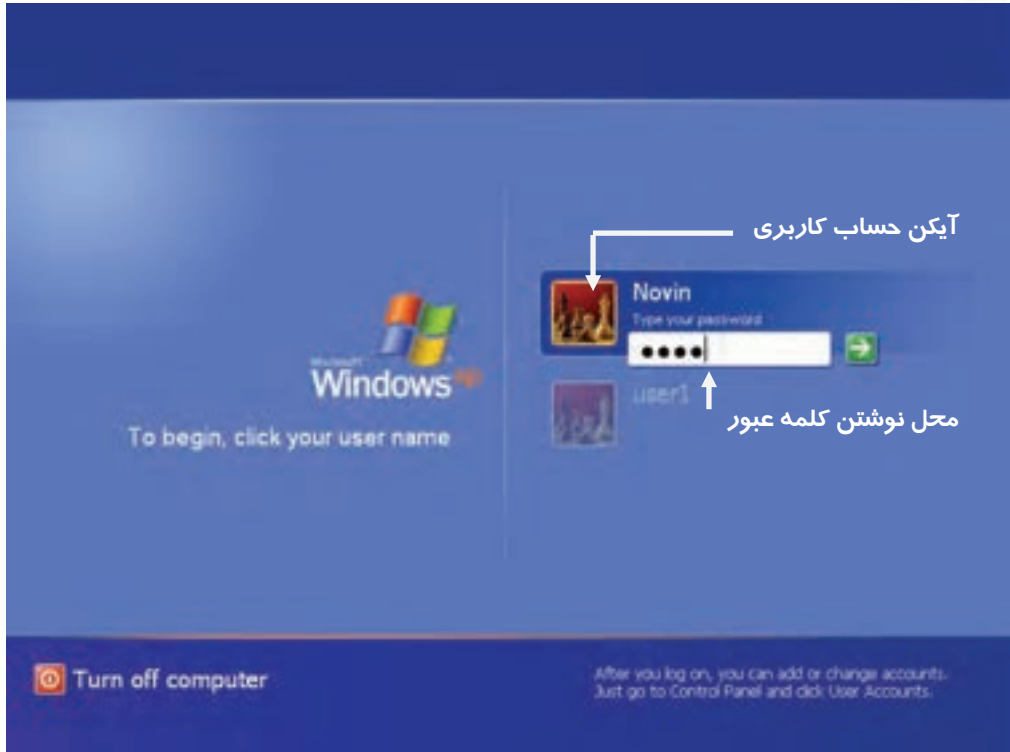 آیکن حساب کاربری
Novin
Type your password
Microsoft
Windows xp
user1
محل نوشتن کلمه عبور
To begin, click your user name
Turn off computer
After you log on, you can add or change accounts.
Just go to Control Panel and click User Accounts.